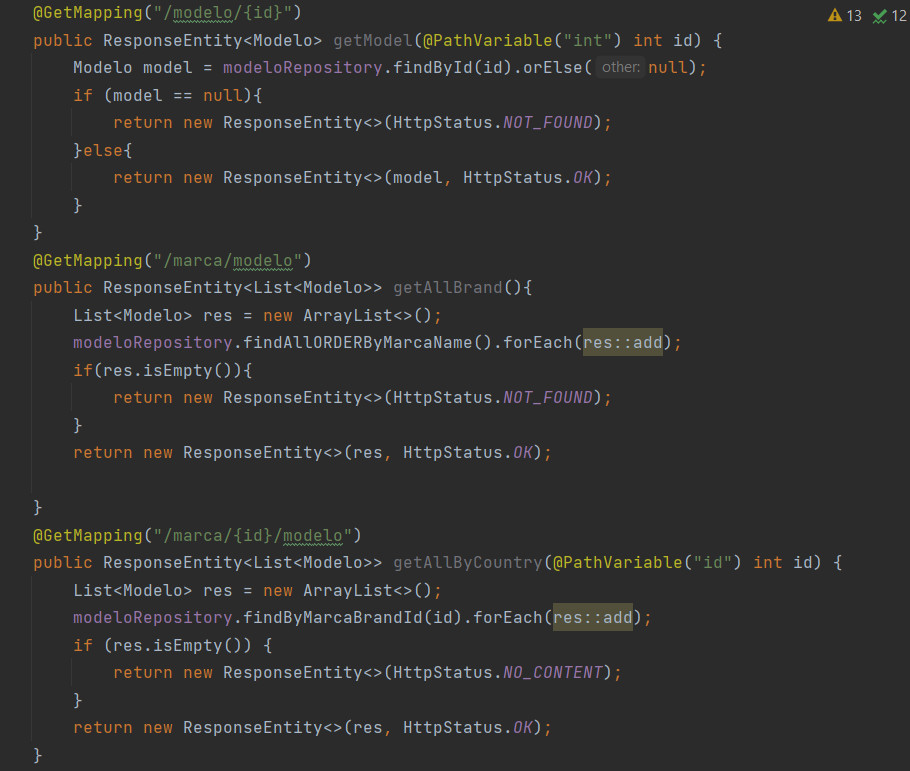 @GetMapping("/modelo/{id}")
13 12
public ResponseEntity<Modelo> getModel(@PathVariable("int") int id) {
Modelo model = modeloRepository.findById(id).orElse( other: null);
if (model == null){
return new ResponseEntity<>(HttpStatus.NOT_FOUND);
}else{
return new ResponseEntity<>(model, HttpStatus.OK);
}
}
@GetMapping("/marca/modelo")
public ResponseEntity<List<Modelo>> getAllBrand(){
List<Modelo> res = new ArrayList<>();
modeloRepository.findAllORDERByMarcaName().forEach(res::add);
if(res.isEmpty()){
return new ResponseEntity<>(HttpStatus.NOT_FOUND);
}
return new ResponseEntity<>(res, HttpStatus.OK);
}
@GetMapping("/marca/{id}/modelo")
public ResponseEntity<List<Modelo>> getAllByCountry(@PathVariable("id") int id) {
List<Modelo> res = new ArrayList<>();
modeloRepository.findByMarcaBrandId(id).forEach(res::add);
if (res.isEmpty()) {
return new ResponseEntity<>(HttpStatus.NO_CONTENT);
}
return new ResponseEntity<>(res, HttpStatus.OK);
}